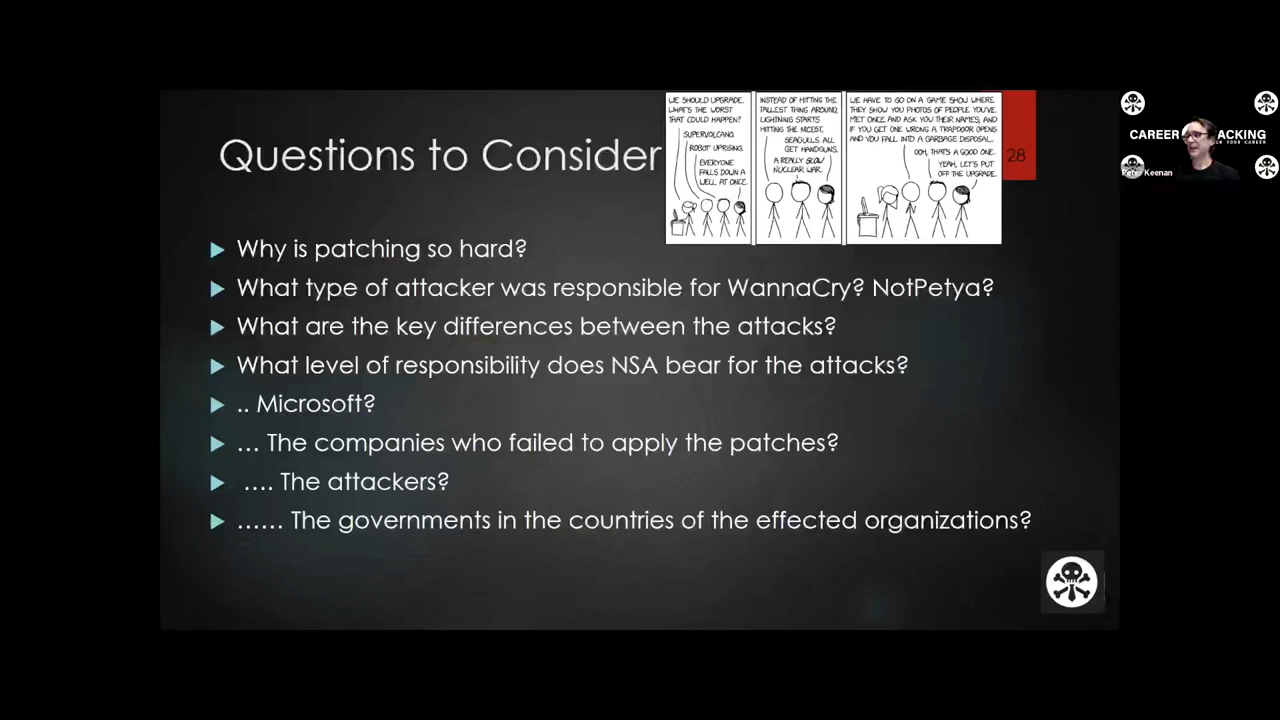 Questions to Consider
WE SHOULD UPGRADE.
WHAT'S THE WORST
THAT COULD HAPPEN?
SUPERVOLCANO.
ROBOT UPRISING.
EVERYONE
FALLS DOWN A
WELL AT ONCE.
INSTEAD OF HITTING THE
TALLEST THING AROUND,
LIGHTNING STARTS
HITTING THE NICEST.
SEAGULLS ALL
GET HANDGUNS.
A REALLY SLOW
NUCLEAR WAR.
WE HAVE TO GO ON A GAME SHOW WHERE
THEY SHOW YOU PHOTOS OF PEOPLE YOU'VE
MET ONCE AND ASK YOU THEIR NAMES, AND
IF YOU GET ONE WRONG A TRAPDOOR OPENS
AND YOU FALL INTO A GARBAGE DISPOSAL.
OOH, THAT'S A GOOD ONE.
YEAH, LET'S PUT
OFF THE UPGRADE.
28
Why is patching so hard?
What type of attacker was responsible for WannaCry? NotPetya?
What are the key differences between the attacks?
What level of responsibility does NSA bear for the attacks?
.. Microsoft?
… The companies who failed to apply the patches?
…. The attackers?
…… The governments in the countries of the effected organizations?
CAREER ACKING
YOUR CAREER
Peter Keenan